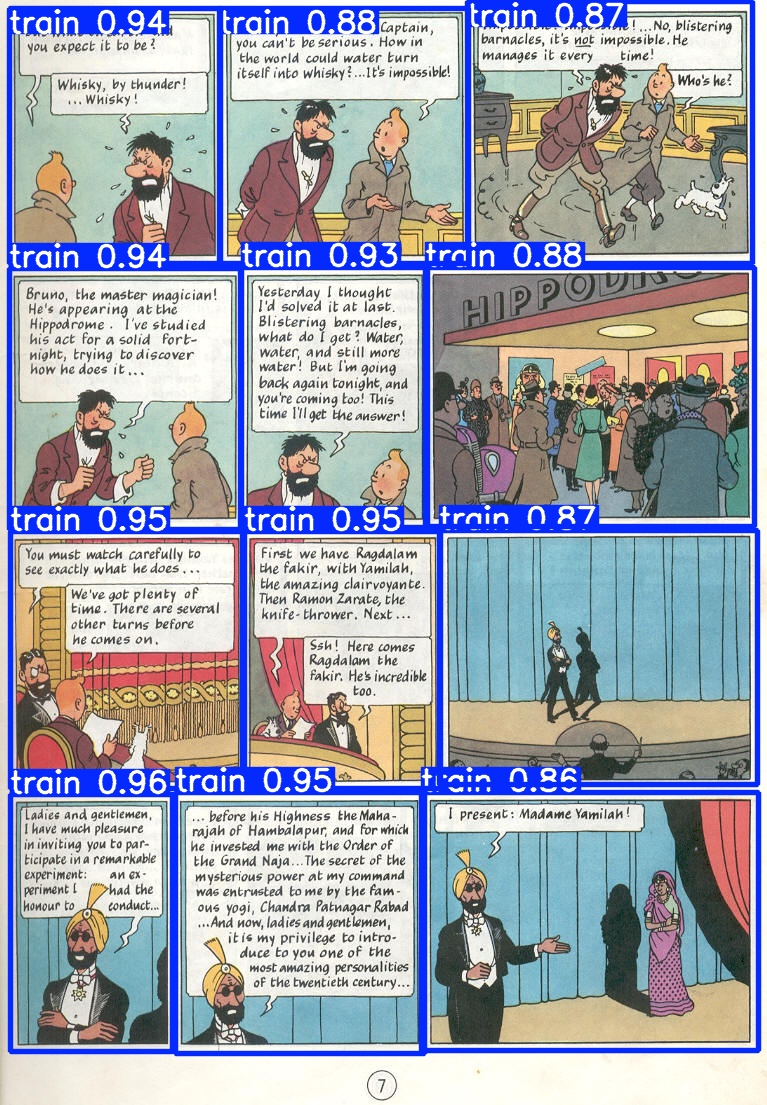 train 0.94
you expect it to be?
Whisky, by thunder!
... Whisky!
train 0.88
Captain,
you can't be serious. How in
the world could water turn
itself into whisky?...It's impossible!
train 0.87
!...No, blistering
barnacles, it's not impossible. He
manages it every time!
Who's he?
train 0.94
Bruno, the master magician!
He's appearing at the
Hippodrome. I've studied
his act for a solid fort-
night, trying to discover
how he does it...
train 0.93
Yesterday I thought
I'd solved it at last.
Blistering barnacles,
what do I get? Water,
water, and still more
water! But I'm going
back again tonight, and
you're coming too! This
time I'll get the answer!
train 0.88
HIPPODRO
train 0.95
You must watch carefully to
see exactly what he does...
We've got plenty of
time. There are several
other turns before
he comes on.
train 0.95
First we have Ragdalam
the fakir, with Yamilah,
the amazing clairvoyante.
Then Ramon Zarate, the
knife-thrower. Next...
Ssh! Here comes
Ragdalam the
fakir. He's incredible
too.
train 0.87
train 0.96
Ladies and gentlemen,
I have much pleasure
in inviting you to par-
ticipate in a remarkable
experiment: an ex-
periment I had the
honour to conduct...
train 0.95
... before his Highness the Maha-
rajah of Hambalapur, and for which
he invested me with the Order of
the Grand Naja...The secret of the
mysterious power at my command
was entrusted to me by the fam-
ous yogi, Chandra Patnagar Rabad
...And now, ladies and gentlemen,
it is my privilege to intro-
duce to you one of the
most amazing personalities
of the twentieth century...
train 0.86
I present: Madame Yamilah!
7